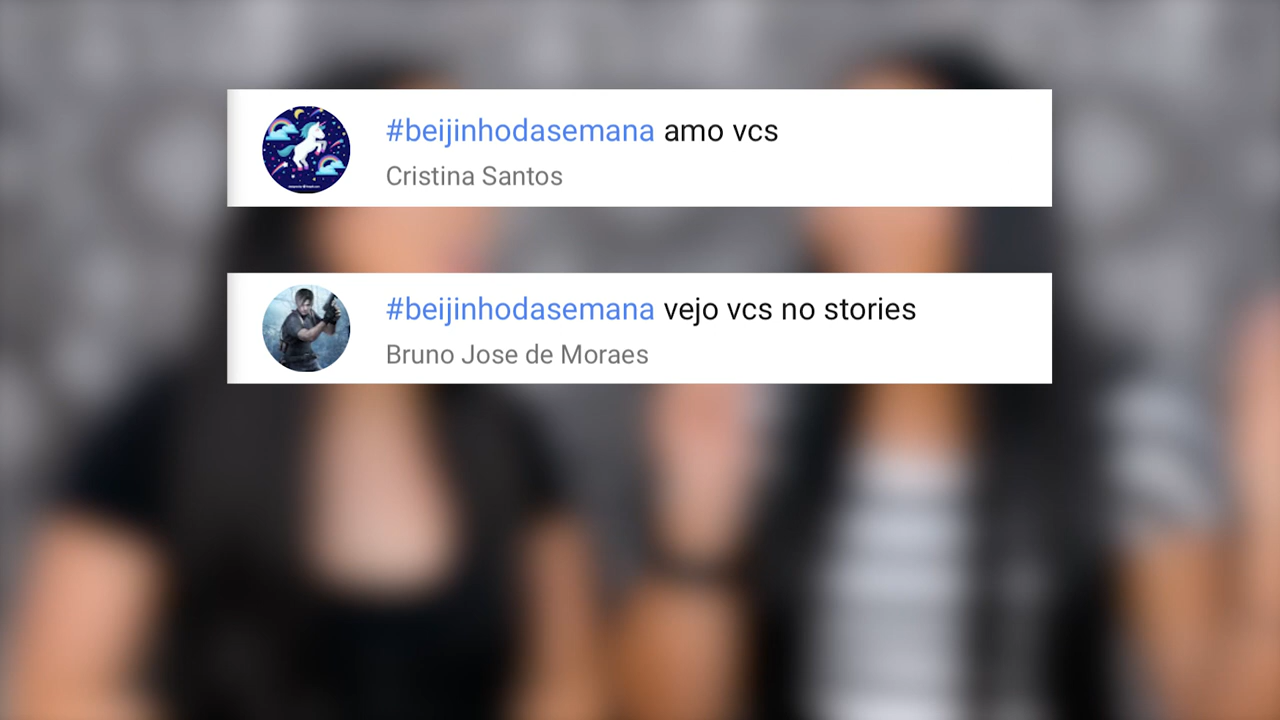 #beijinhodasemana amo vcs
Cristina Santos
#beijinhodasemana vejo vcs no stories
Bruno Jose de Moraes